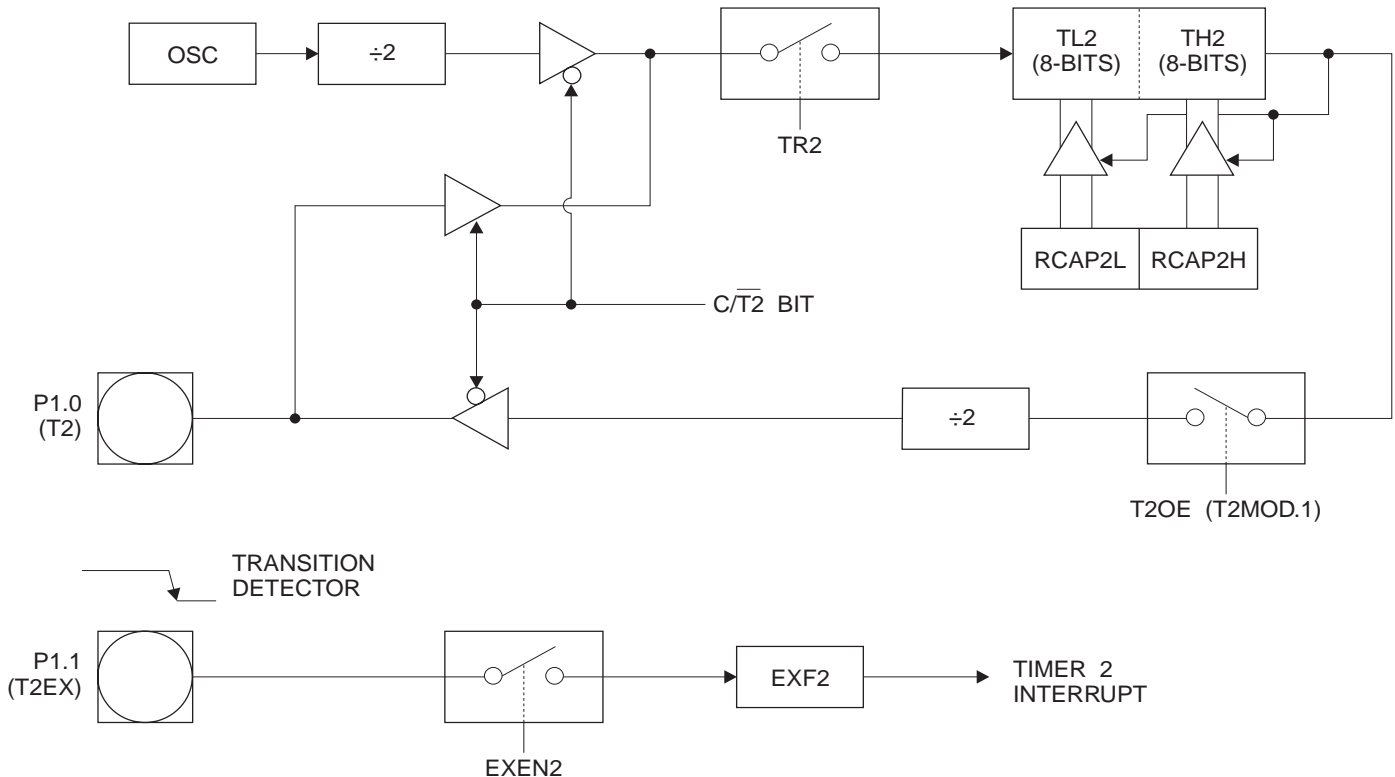 OSC
÷2
TL2
(8-BITS)
TH2
(8-BITS)
TR2
RCAP2L
RCAP2H
C/T2 BIT
P1.0
(T2)
÷2
T2OE (T2MOD.1)
TRANSITION
DETECTOR
P1.1
(T2EX)
EXF2
TIMER 2
INTERRUPT
EXEN2